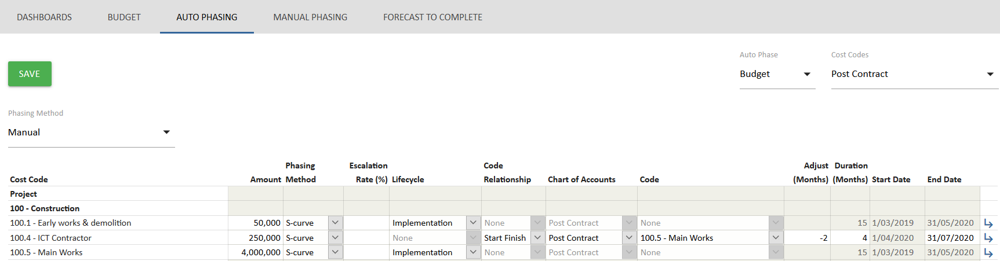 DASHBOARDS BUDGET AUTO PHASING MANUAL PHASING FORECAST TO COMPLETE
Auto Phase Cost Codes
SAVE Budget Post Contract
Phasing Method
Manual
Phasing Escalation Code Adjust Duration
Cost Code Amount Method Rate (%) Lifecycle Relationship Chart of Accounts Code (Months) (Months) Start Date End Date
Project
100 - Construction
100.1 - Early works & demolition 50,000 S-curve Implementation None Post Contract None 15 1/03/2019 31/05/2020
100.4 - ICT Contractor 250,000 S-curve None Start Finish Post Contract 100.5 - Main Works -2 4 1/04/2020 31/07/2020
100.5 - Main Works 4,000,000 S-curve Implementation None Post Contract None 15 1/03/2019 31/05/2020